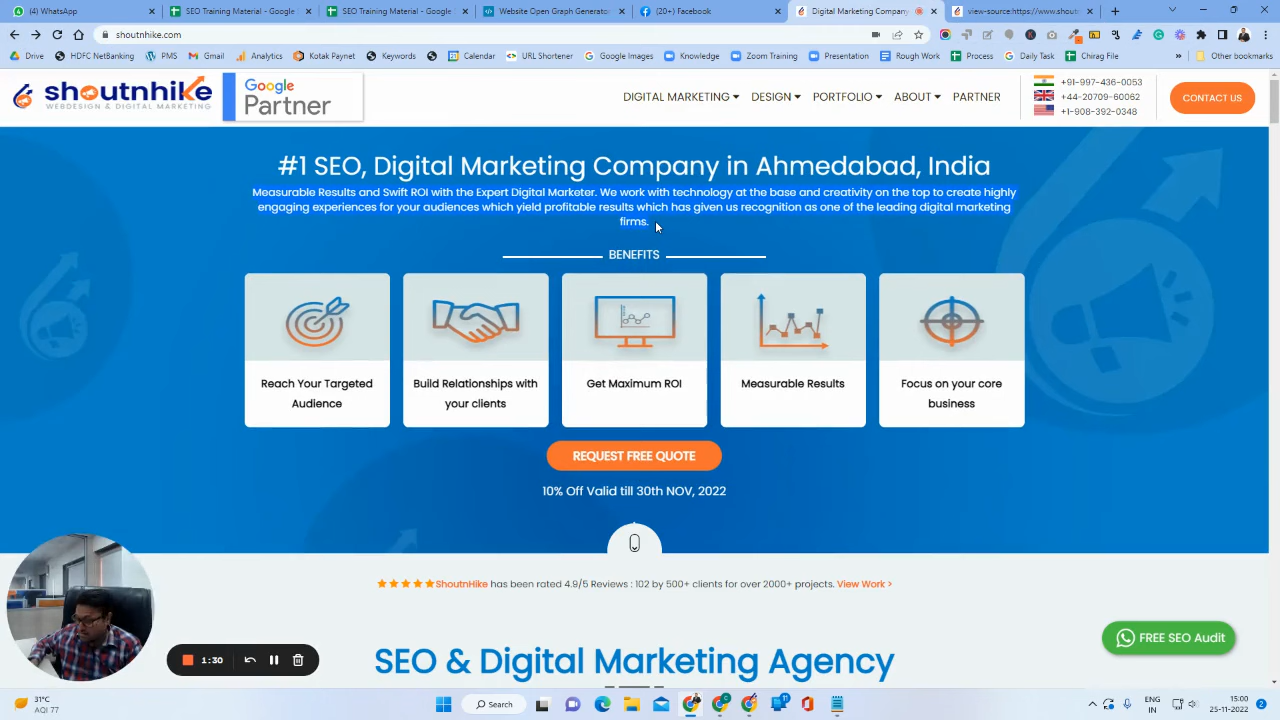 (4) WhatsApp
SEO Training Material - Google D
SEO Training Material - Google S
Website Content
Open Graph Generator
(20+) Facebook
Digital Marketing Company
view-source:https://www.shoutn
shoutnhike.com
Drive
HDFC NetBanking
WA
PMS
Gmail
Analytics
Kotak Paynet
Keywords
CanvaPro
URL Shortener
Google Images
Knowledge
Zoom Training
Presentation
Rough Work
Process
Daily Task
Chirag File
Other bookmarks
shoutnhike
WEBDESIGN & DIGITAL MARKETING
Google
Partner
DIGITAL MARKETING
DESIGN
PORTFOLIO
ABOUT
PARTNER
+91-997-436-0053
+44-20709-60062
+1-908-392-0348
CONTACT US
#1 SEO, Digital Marketing Company in Ahmedabad, India
Measurable Results and Swift ROI with the Expert Digital Marketer. We work with technology at the base and creativity on the top to create highly
engaging experiences for your audiences which yield profitable results which has given us recognition as one of the leading digital marketing
firms.
BENEFITS
Reach Your Targeted
Audience
Build Relationships with
your clients
Get Maximum ROI
Measurable Results
Focus on your core
business
REQUEST FREE QUOTE
10% Off Valid till 30th NOV, 2022
ShoutnHike has been rated 4.9/5 Reviews : 102 by 500+ clients for over 2000+ projects. View Work >
FREE SEO Audit
SEO & Digital Marketing Agency
1:30
31°C
AQI 77
Search
11
ENG
IN
15:00
25-11-2022
2